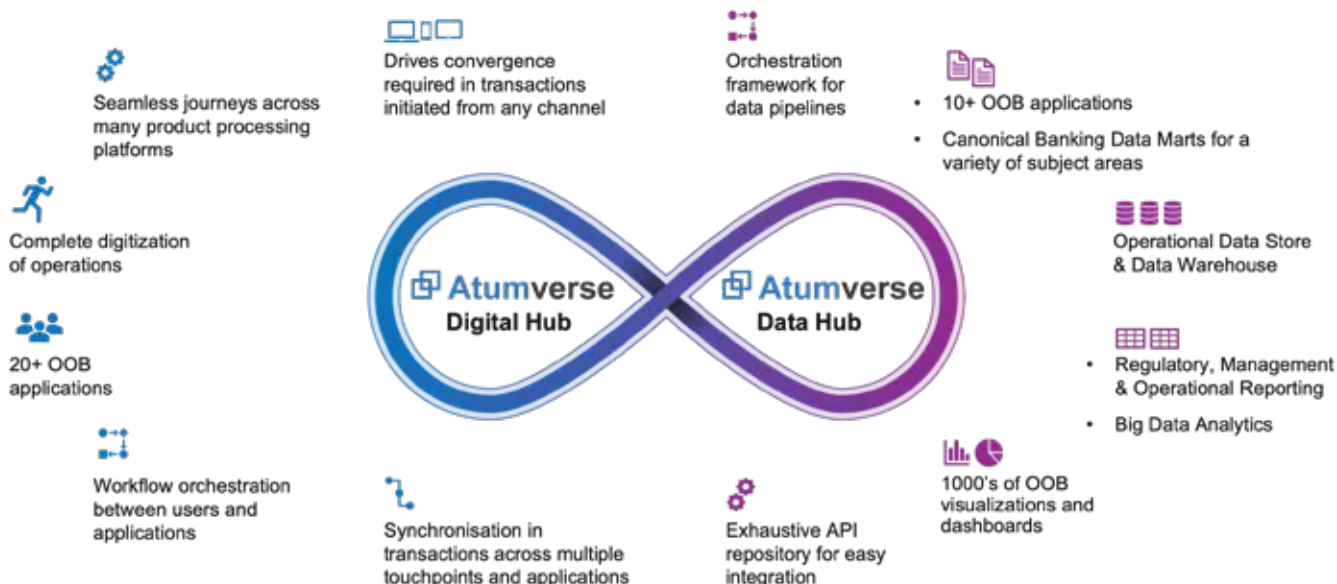 Drives convergence
required in transactions
initiated from any channel
Orchestration
framework for
data pipelines
Seamless journeys across
many product processing
platforms
• 10+ OOB applications
• Canonical Banking Data Marts for a
variety of subject areas
Complete digitization
of operations
Operational Data Store
& Data Warehouse
Atumverse
Digital Hub
Atumverse
Data Hub
20+ OOB
applications
• Regulatory, Management
& Operational Reporting
• Big Data Analytics
Workflow orchestration
between users and
applications
1000's of OOB
visualizations and
dashboards
Synchronisation in
transactions across multiple
touchpoints and applications
Exhaustive API
repository for easy
integration